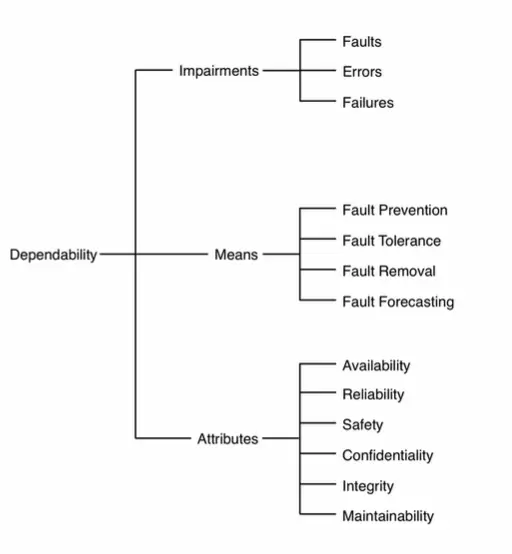 Dependability
Impairments
Faults
Errors
Failures
Means
Fault Prevention
Fault Tolerance
Fault Removal
Fault Forecasting
Attributes
Availability
Reliability
Safety
Confidentiality
Integrity
Maintainability